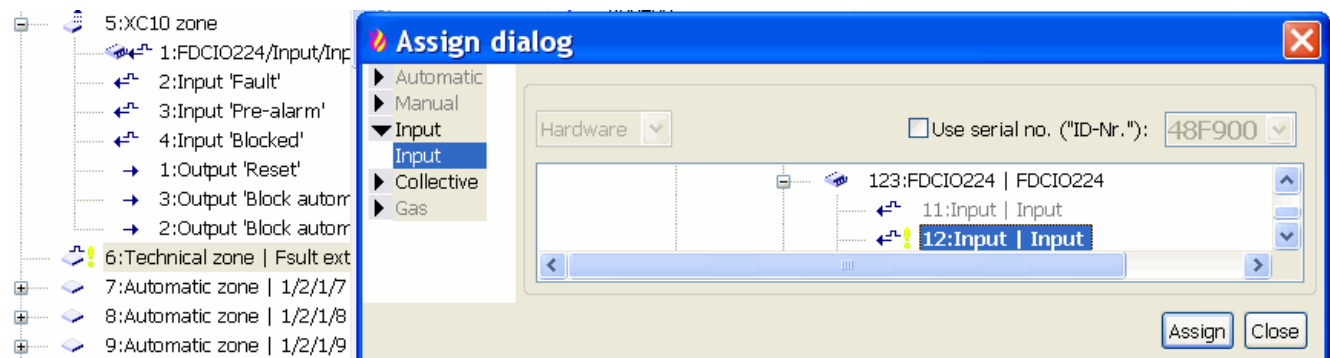 5:XC10 zone
1:FDCIO224/Input/Inp
2:Input 'Fault'
3:Input 'Pre-alarm'
4:Input 'Blocked'
1:Output 'Reset'
3:Output 'Block autom
2:Output 'Block autom
6:Technical zone | Fsult ext
7:Automatic zone | 1/2/1/7
8:Automatic zone | 1/2/1/8
9:Automatic zone | 1/2/1/9
Assign dialog
Automatic
Manual
Input
Input
Collective
Gas
Hardware
Use serial no. ("ID-Nr."): 48F900
123:FDCIO224 | FDCIO224
11:Input | Input
12:Input | Input
Assign Close